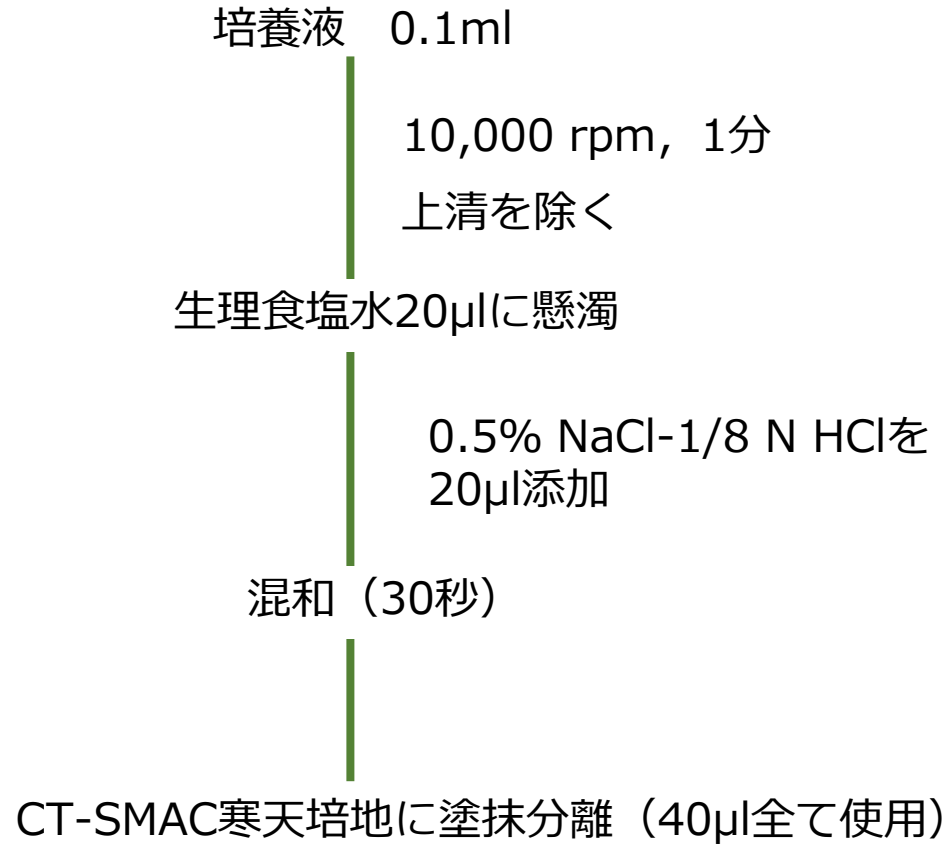 培養液　0.1ml
10,000 rpm，1分
上清を除く
生理食塩水20μlに懸濁
0.5% NaCl-1/8 N HClを
20μl添加
混和（30秒）
CT-SMAC寒天培地に塗抹分離（40μl全て使用）